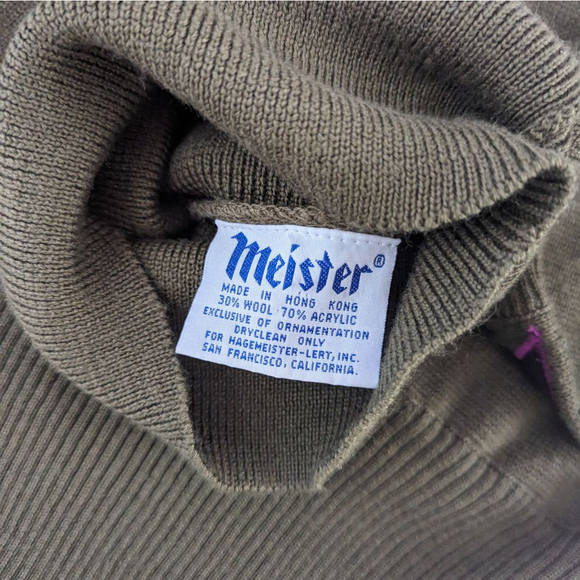 Meister®
MADE IN HONG KONG
30% WOOL 70% ACRYLIC
EXCLUSIVE OF ORNAMENTATION
DRYCLEAN ONLY
FOR HAGEMEISTER-LERT, INC.
SAN FRANCISCO, CALIFORNIA.